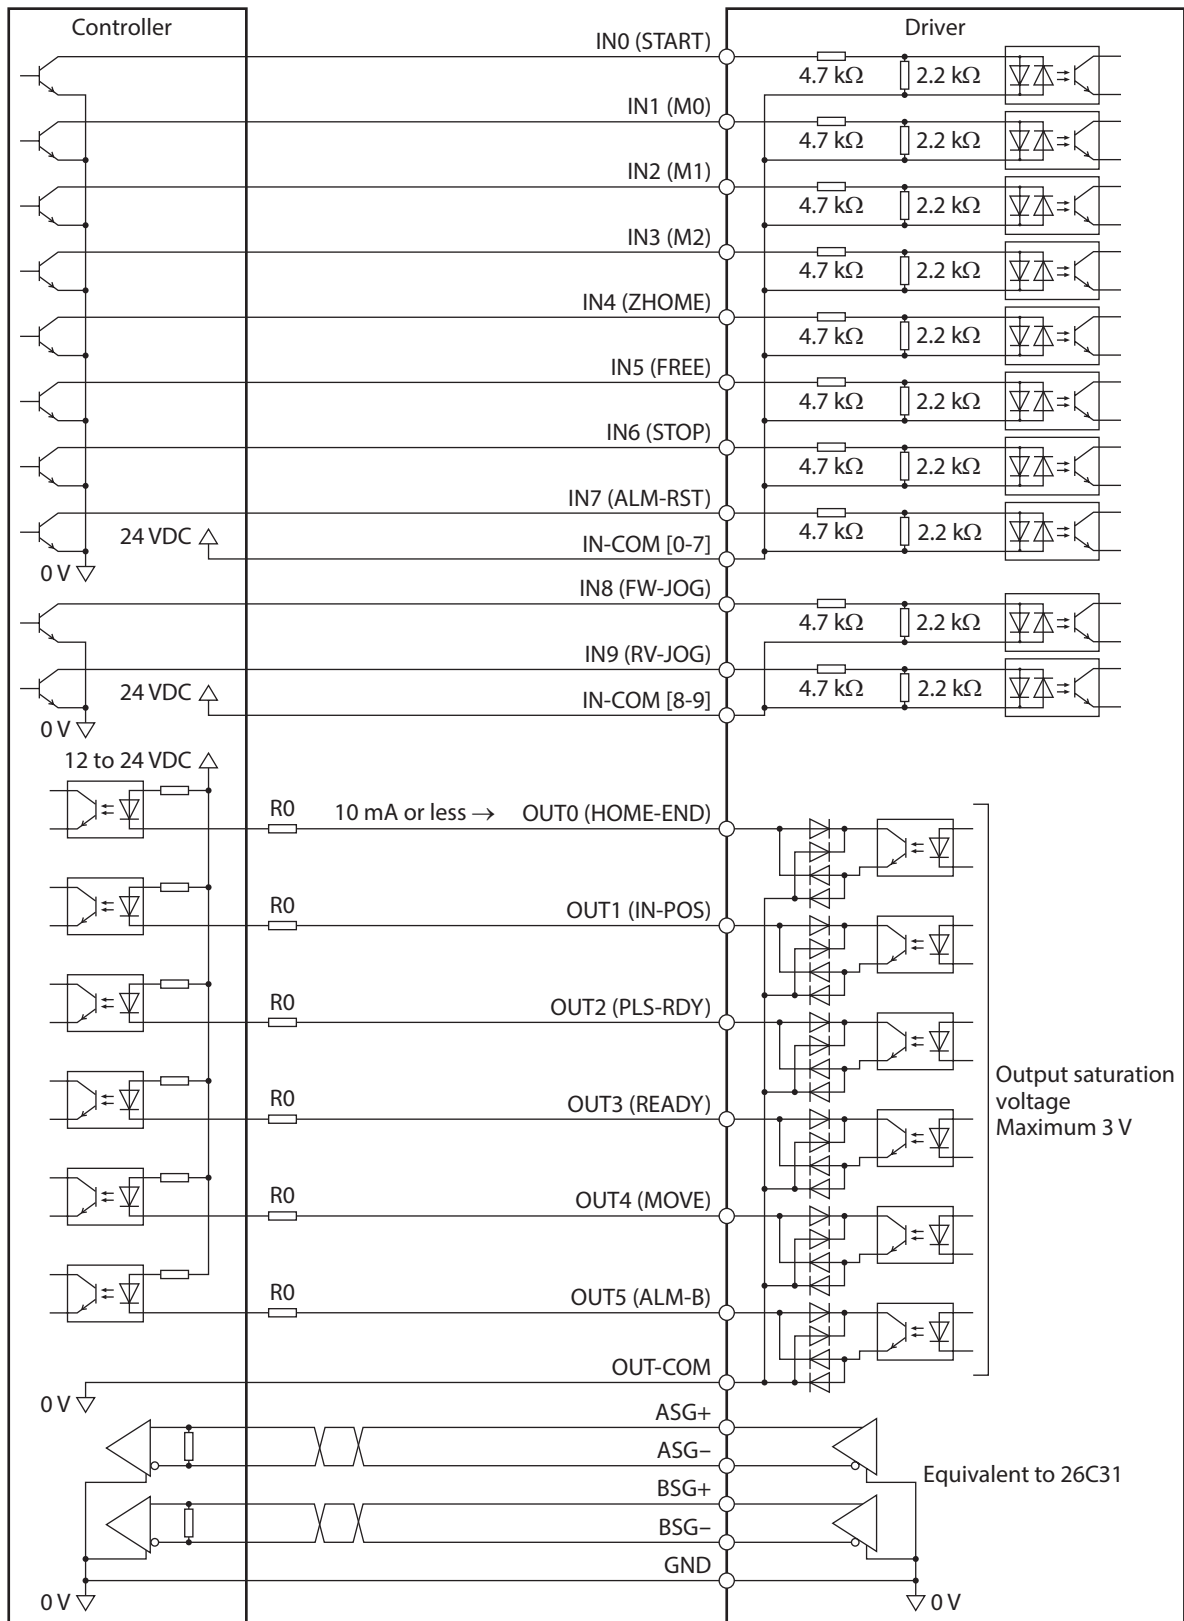 Controller
Driver
IN0 (START)
4.7 kΩ
2.2 kΩ
IN1 (M0)
4.7 kΩ
2.2 kΩ
IN2 (M1)
4.7 kΩ
2.2 kΩ
IN3 (M2)
4.7 kΩ
2.2 kΩ
IN4 (ZHOME)
4.7 kΩ
2.2 kΩ
IN5 (FREE)
4.7 kΩ
2.2 kΩ
IN6 (STOP)
4.7 kΩ
2.2 kΩ
IN7 (ALM-RST)
4.7 kΩ
2.2 kΩ
24 VDC
IN-COM [0-7]
0 V
IN8 (FW-JOG)
4.7 kΩ
2.2 kΩ
IN9 (RV-JOG)
4.7 kΩ
2.2 kΩ
24 VDC
IN-COM [8-9]
0 V
12 to 24 VDC
R0
10 mA or less →
OUT0 (HOME-END)
R0
OUT1 (IN-POS)
R0
OUT2 (PLS-RDY)
R0
OUT3 (READY)
R0
OUT4 (MOVE)
R0
OUT5 (ALM-B)
Output saturation
voltage
Maximum 3 V
OUT-COM
0 V
ASG+
ASG−
BSG+
BSG−
Equivalent to 26C31
GND
0 V
0 V